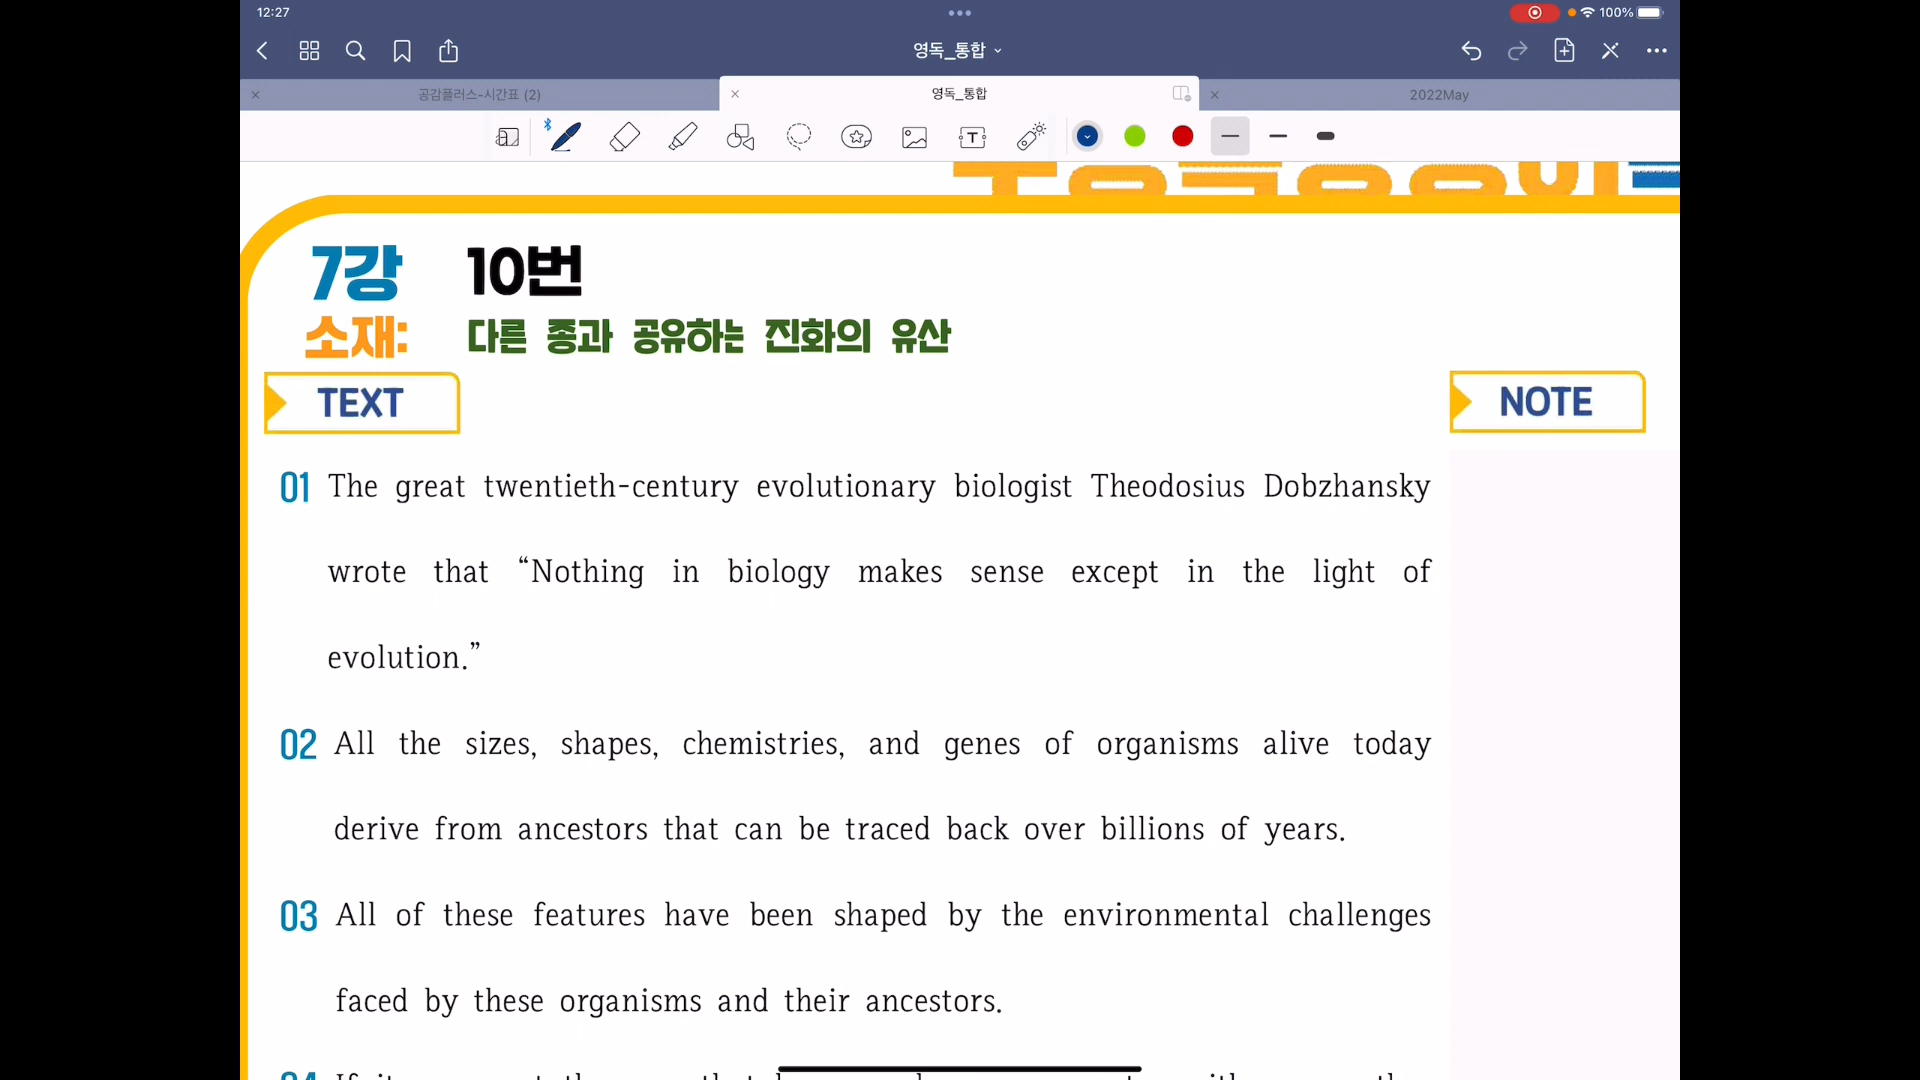 12:27
100%
영독_통합
공감플러스-시간표 (2)
영독_통합
2022May
7강 10번
소재: 다른 종과 공유하는 진화의 유산
TEXT
NOTE
01 The great twentieth-century evolutionary biologist Theodosius Dobzhansky
wrote that “Nothing in biology makes sense except in the light of
evolution.”
02 All the sizes, shapes, chemistries, and genes of organisms alive today
derive from ancestors that can be traced back over billions of years.
03 All of these features have been shaped by the environmental challenges
faced by these organisms and their ancestors.